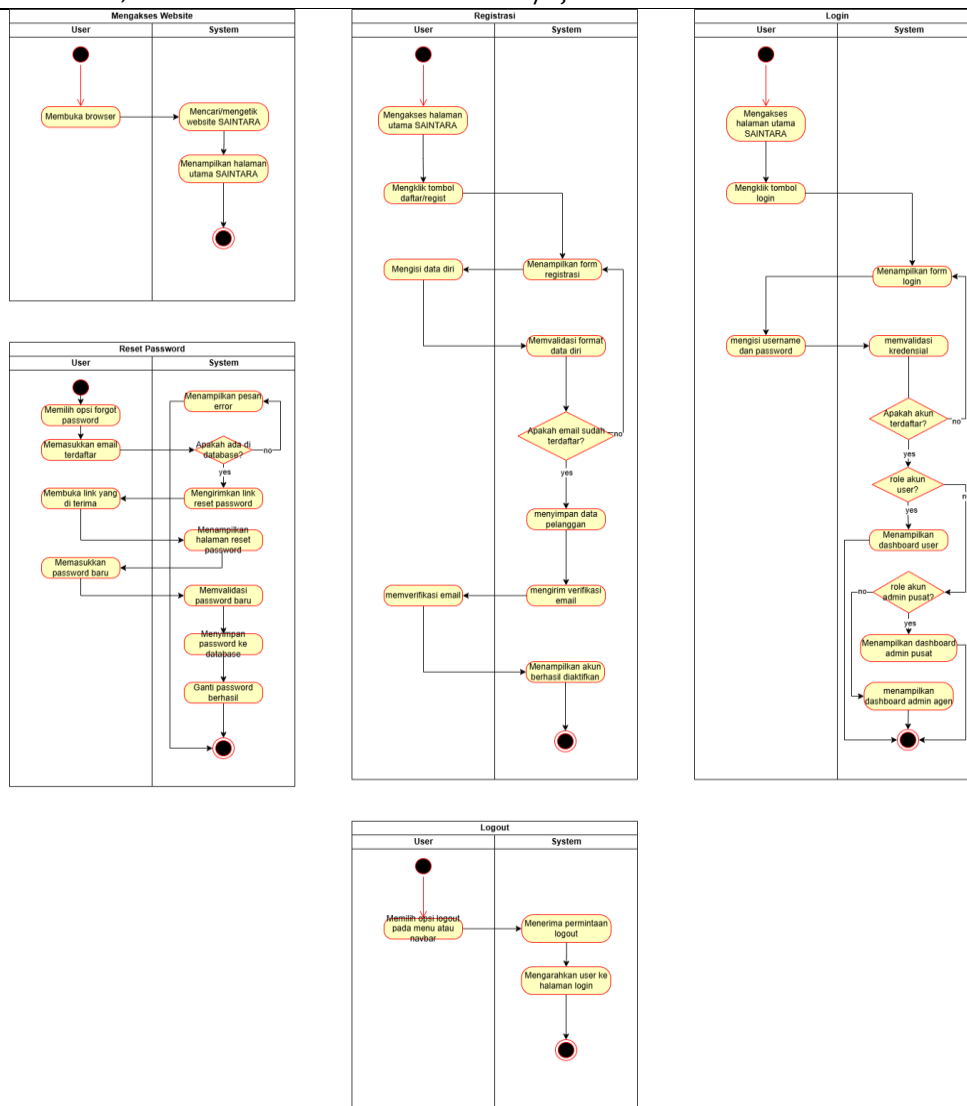 Mengakses Website
User
System
Membuka browser
Mencari/mengetik
website SAINTARA
Menampilkan halaman
utama SAINTARA
Registrasi
User
System
Mengakses halaman
utama SAINTARA
Mengklik tombol
daftar/regist
Menampilkan form
registrasi
Mengisi data diri
Memvalidasi format
data diri
Apakah email sudah
terdaftar?
no
yes
menyimpan data
pelanggan
mengirim verifikasi
email
memverifikasi email
Menampilkan akun
berhasil diaktifkan
Login
User
System
Mengakses
halaman utama
SAINTARA
Mengklik tombol
login
Menampilkan form
login
mengisi username
dan password
memvalidasi
kredensial
Apakah akun
terdaftar?
no
yes
role akun
user?
yes
Menampilkan
dashboard user
role akun
admin pusat?
no
yes
Menampilkan dashboard
admin pusat
menampilkan
dashboard admin agen
Reset Password
User
System
Memilih opsi forgot
password
Memasukkan email
terdaftar
Menampilkan pesan
error
Apakah ada di
database?
no
yes
Mengirimkan link
reset password
Membuka link yang
di terima
Menampilkan
halaman reset
password
Memasukkan
password baru
Memvalidasi
password baru
Menyimpan
password ke
database
Ganti password
berhasil
Logout
User
System
Memilih opsi logout
pada menu atau
navbar
Menerima permintaan
logout
Mengarahkan user ke
halaman login